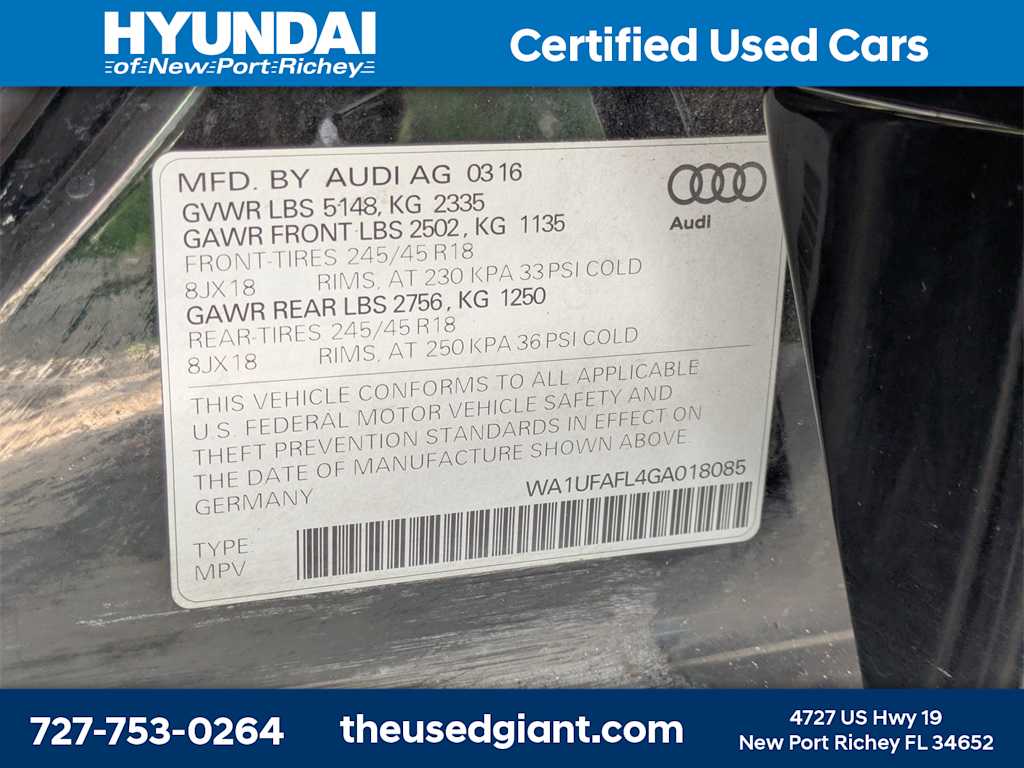 HYUNDAI
of New Port Richey
Certified Used Cars
MFD. BY AUDI AG 0316
GVWR LBS 5148, KG 2335
GAWR FRONT LBS 2502, KG 1135
FRONT-TIRES 245/45 R18
8JX18 RIMS, AT 230 KPA 33 PSI COLD
GAWR REAR LBS 2756, KG 1250
REAR-TIRES 245/45 R18
8JX18 RIMS, AT 250 KPA 36 PSI COLD
Audi
THIS VEHICLE CONFORMS TO ALL APPLICABLE
U.S. FEDERAL MOTOR VEHICLE SAFETY AND
THEFT PREVENTION STANDARDS IN EFFECT ON
THE DATE OF MANUFACTURE SHOWN ABOVE.
GERMANY WA1UFAFL4GA018085
TYPE
MPV
727-753-0264
theusedgiant.com
4727 US Hwy 19
New Port Richey FL 34652